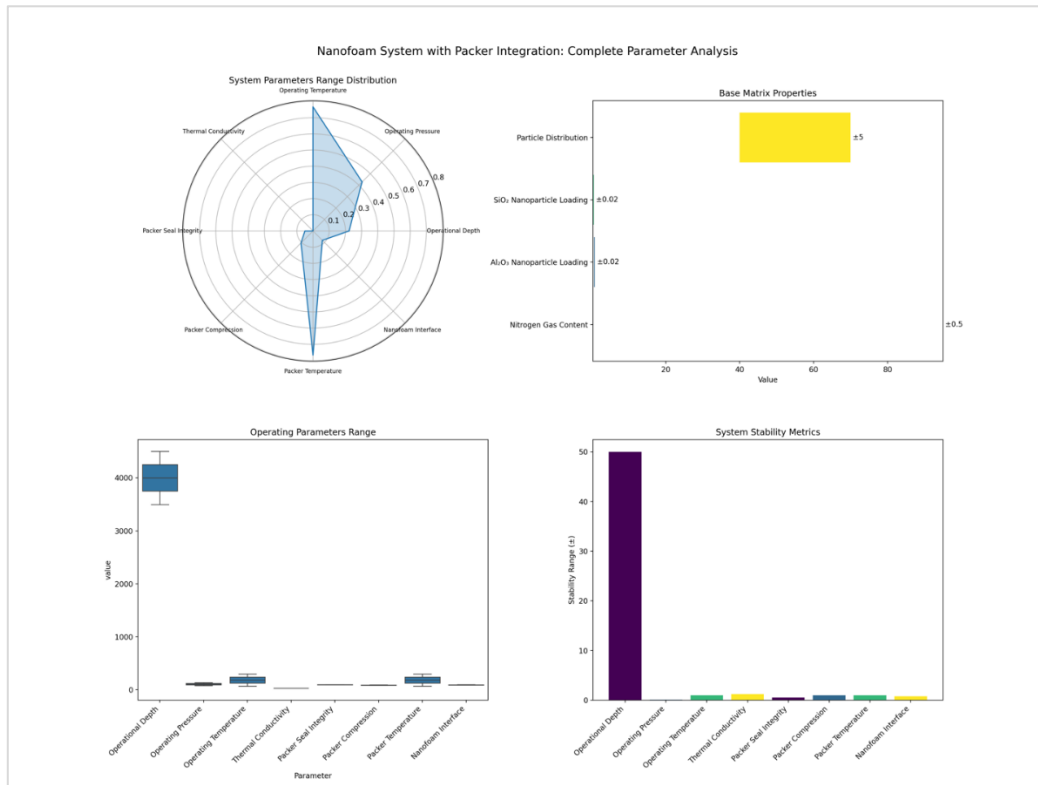 Nanofoam System with Packer Integration: Complete Parameter Analysis
System Parameters Range Distribution
Operating Temperature
Thermal Conductivity
Operating Pressure
Packer Seal Integrity
Operational Depth
Packer Compression
Nanofoam Interface
Packer Temperature
0.1
0.2
0.3
0.4
0.5
0.6
0.7
0.8
Base Matrix Properties
Particle Distribution
±5
SiO₂ Nanoparticle Loading
±0.02
Al₂O₃ Nanoparticle Loading
±0.02
Nitrogen Gas Content
±0.5
20
40
60
80
Value
Operating Parameters Range
value
4000
3000
2000
1000
0
Operational Depth
Operating Pressure
Operating Temperature
Thermal Conductivity
Packer Seal Integrity
Packer Compression
Packer Temperature
Nanofoam Interface
Parameter
System Stability Metrics
Stability Range (±)
50
40
30
20
10
0
Operational Depth
Operating Pressure
Operating Temperature
Thermal Conductivity
Packer Seal Integrity
Packer Compression
Packer Temperature
Nanofoam Interface